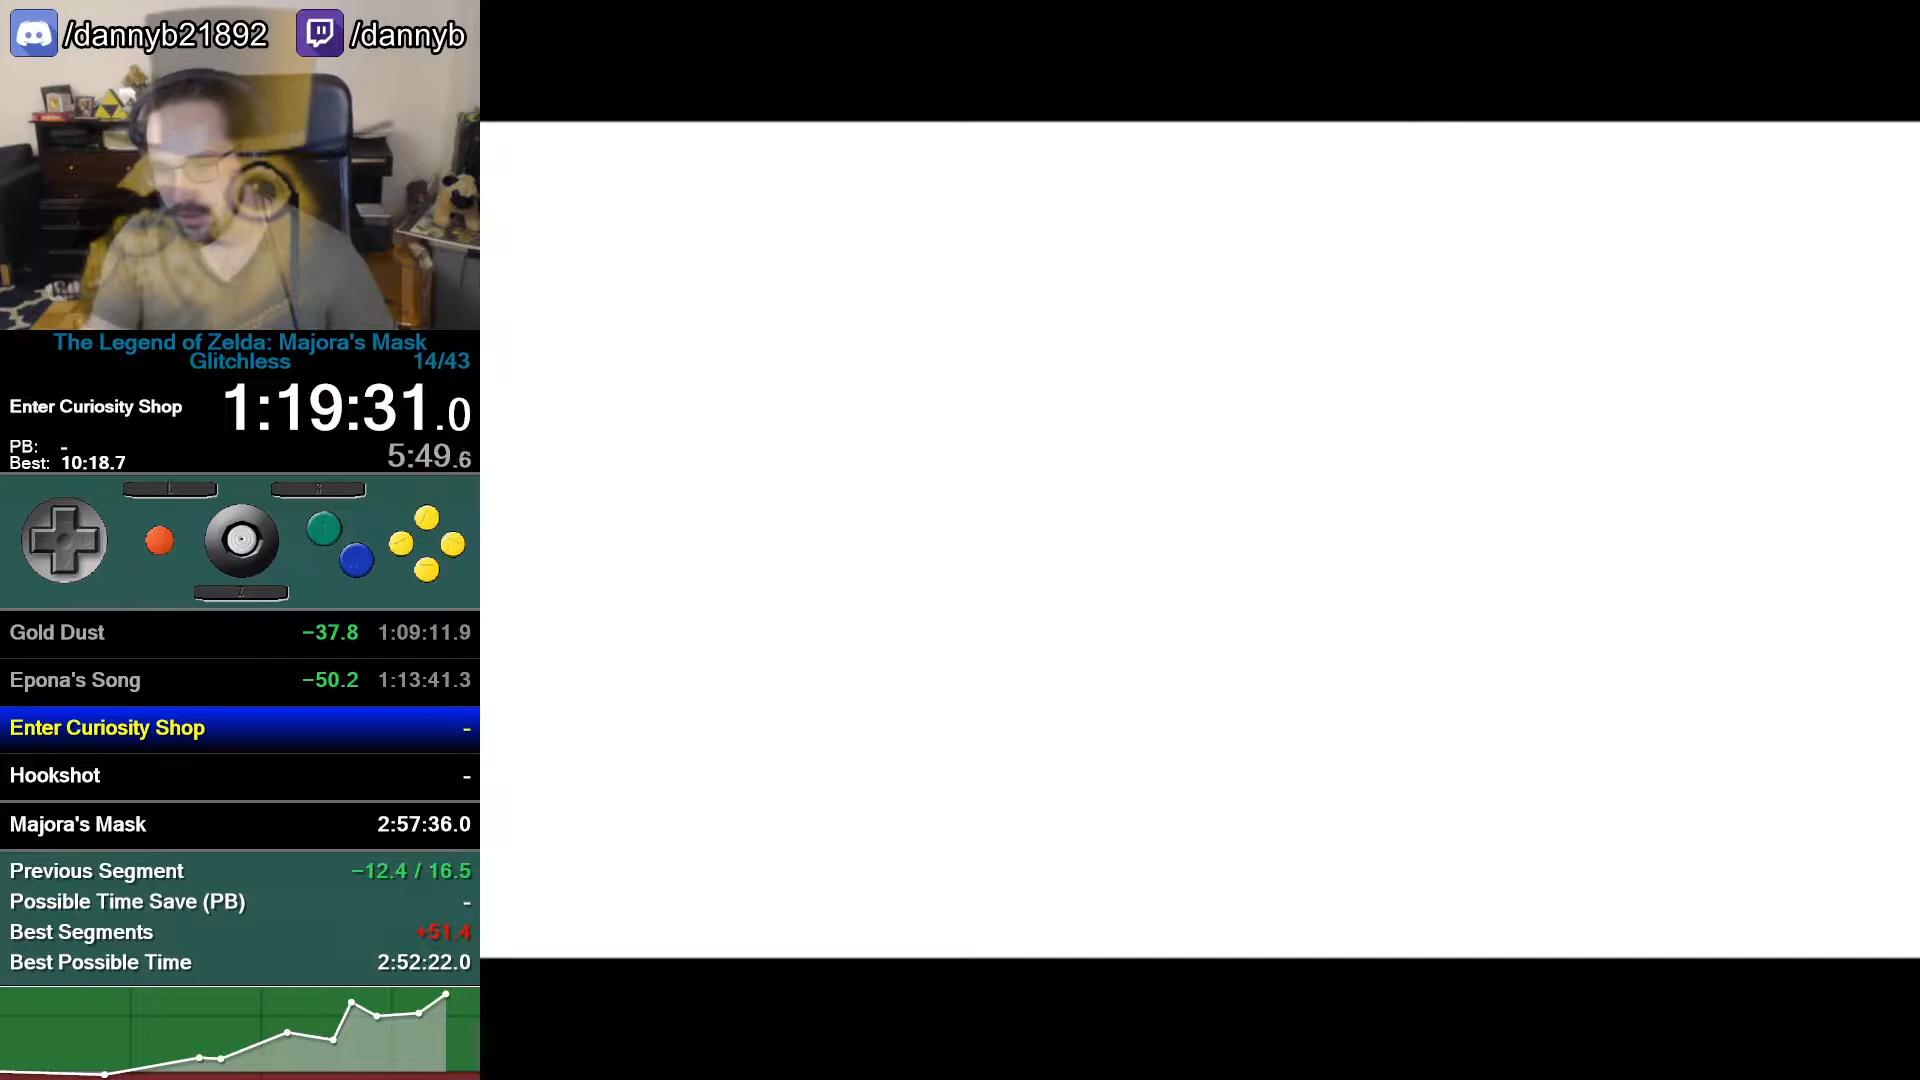 /dannyb21892 /dannyb
The Legend of Zelda: Majora's Mask
Glitchless 14/43
Enter Curiosity Shop 1:19:31.0
PB: -
Best: 10:18.7 5:49.6
L R
Z
Gold Dust −37.8 1:09:11.9
Epona's Song −50.2 1:13:41.3
Enter Curiosity Shop -
Hookshot -
Majora's Mask 2:57:36.0
Previous Segment −12.4 / 16.5
Possible Time Save (PB) -
Best Segments +51.4
Best Possible Time 2:52:22.0